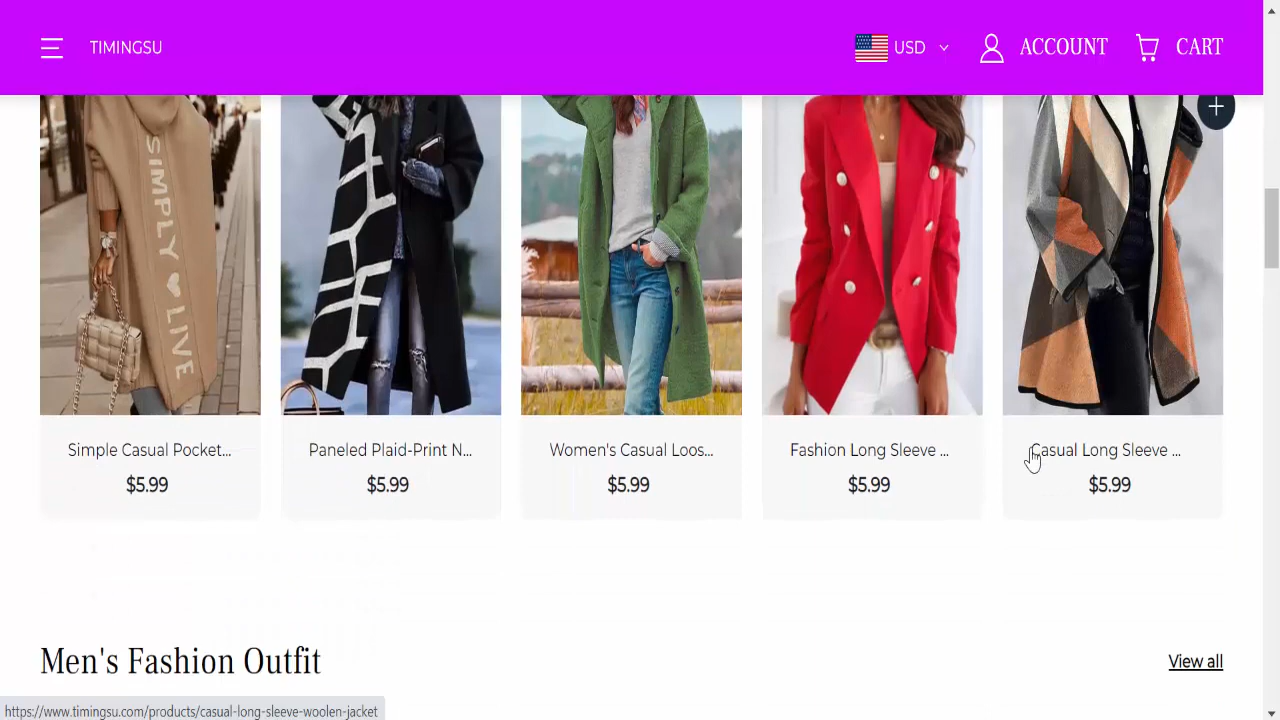 TIMINGSU
USD
ACCOUNT
CART
SIMPLY ♥ LIVE
Simple Casual Pocket...
Paneled Plaid-Print N...
Women's Casual Loos...
Fashion Long Sleeve ...
Casual Long Sleeve ...
$5.99
$5.99
$5.99
$5.99
$5.99
Men's Fashion Outfit
View all
https://www.timingsu.com/products/casual-long-sleeve-woolen-jacket